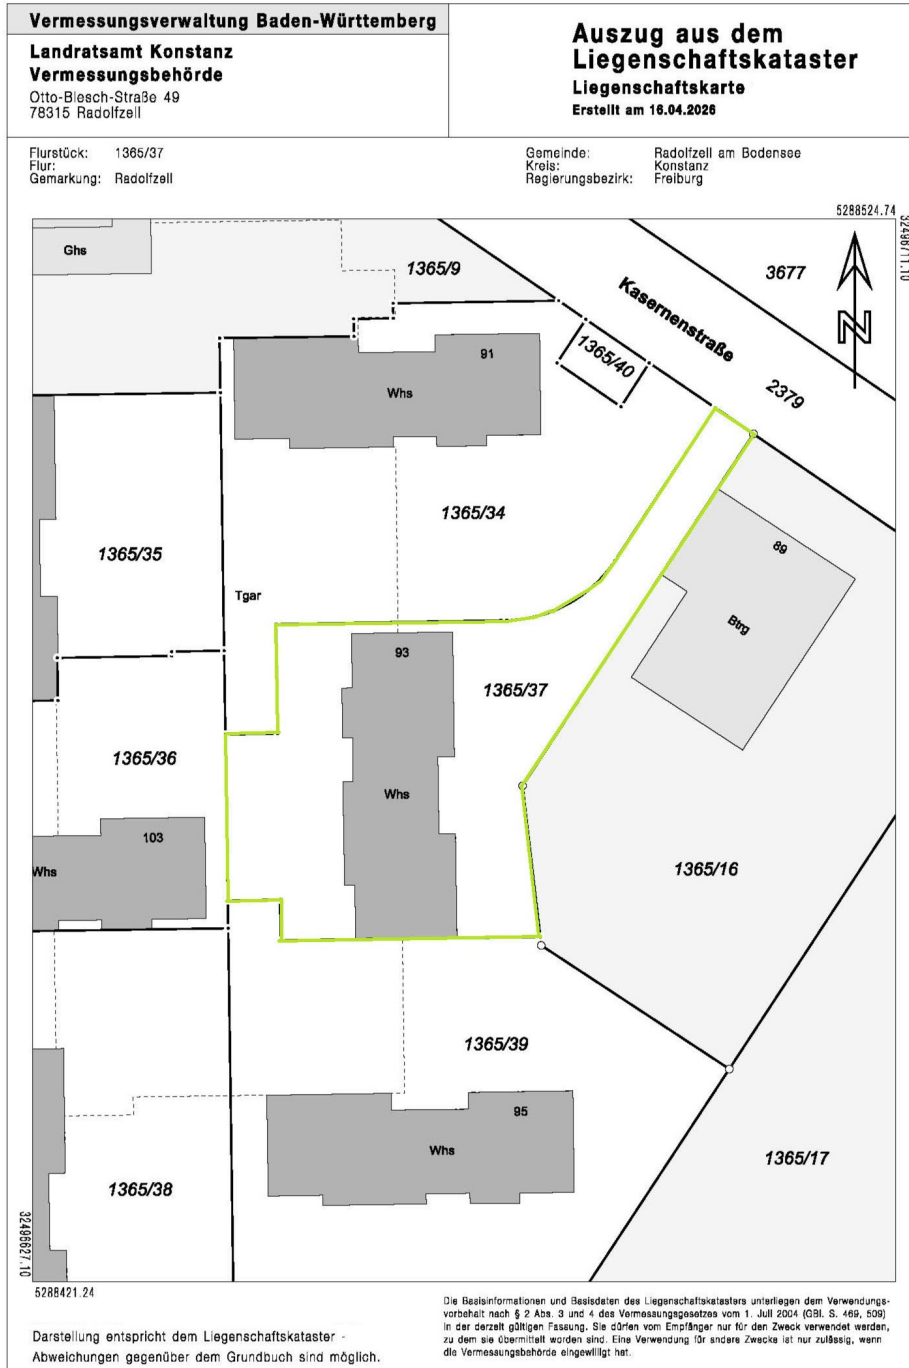 Vermessungsverwaltung Baden-Württemberg
Landratsamt Konstanz
Vermessungsbehörde
Otto-Blesch-Straße 49
78315 Radolfzell
Auszug aus dem
Liegenschaftskataster
Liegenschaftskarte
Erstellt am 16.04.2026
Flurstück: 1365/37
Flur:
Gemarkung: Radolfzell
Gemeinde: Radolfzell am Bodensee
Kreis: Konstanz
Regierungsbezirk: Freiburg
5288524.74
32496711.10
Ghs
1365/9
3677
Kasernenstraße
N
91
1365/40
Whs
2379
1365/34
1365/35
89
Tgar
Btrg
93
1365/37
1365/36
Whs
103
Whs
1365/16
1365/39
95
Whs
1365/17
1365/38
32496627.10
5288421.24
Darstellung entspricht dem Liegenschaftskataster -
Abweichungen gegenüber dem Grundbuch sind möglich.
Die Basisinformationen und Basisdaten des Liegenschaftskatasters unterliegen dem Verwendungs-
vorbehalt nach § 2 Abs. 3 und 4 des Vermessungsgesetzes vom 1. Juli 2004 (GBl. S. 469, 509)
in der derzeit gültigen Fassung. Sie dürfen vom Empfänger nur für den Zweck verwendet werden,
zu dem sie übermittelt worden sind. Eine Verwendung für andere Zwecke ist nur zulässig, wenn
die Vermessungsbehörde eingewilligt hat.